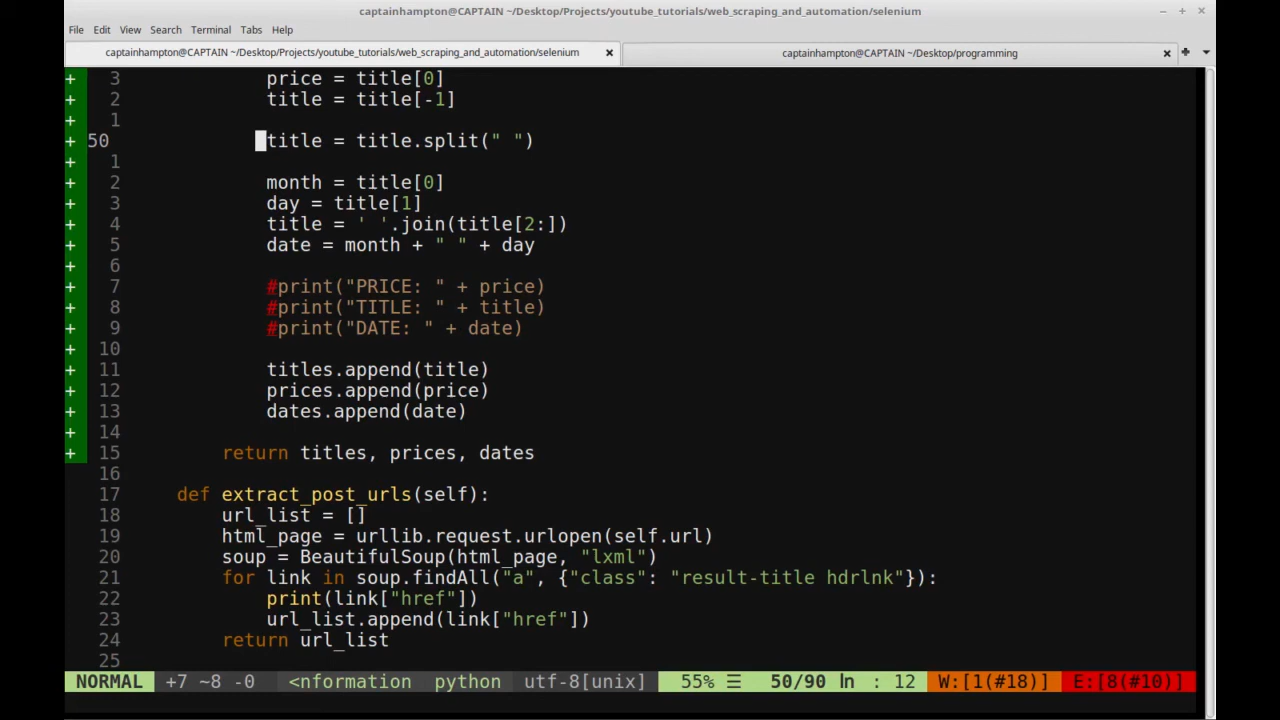 captainhampton@CAPTAIN ~/Desktop/Projects/youtube_tutorials/web_scraping_and_automation/selenium
File Edit View Search Terminal Tabs Help
captainhampton@CAPTAIN ~/Desktop/Projects/youtube_tutorials/web_scraping_and_automation/selenium × captainhampton@CAPTAIN ~/Desktop/programming ×
+ 3 price = title[0]
+ 2 title = title[-1]
+ 1
+ 50 title = title.split(" ")
+ 1
+ 2 month = title[0]
+ 3 day = title[1]
+ 4 title = ' '.join(title[2:])
+ 5 date = month + " " + day
+ 6
+ 7 #print("PRICE: " + price)
+ 8 #print("TITLE: " + title)
+ 9 #print("DATE: " + date)
+ 10
+ 11 titles.append(title)
+ 12 prices.append(price)
+ 13 dates.append(date)
+ 14
+ 15 return titles, prices, dates
16
17 def extract_post_urls(self):
18 url_list = []
19 html_page = urllib.request.urlopen(self.url)
20 soup = BeautifulSoup(html_page, "lxml")
21 for link in soup.findAll("a", {"class": "result-title hdrlnk"}):
22 print(link["href"])
23 url_list.append(link["href"])
24 return url_list
25
NORMAL +7 ~8 -0 <nformation python utf-8[unix] 55% ☰ 50/90 ln : 12 W:[1(#18)] E:[8(#10)]